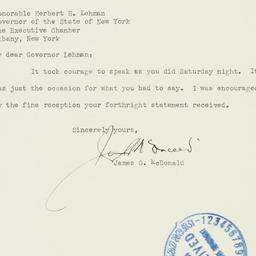 onorable Herbert H. Lehman
overnor of the State of New York
he Executive Chamber
lbany, New York
y dear Governor Lehman:
It took courage to speak as you did Saturday night. It
as just the occasion for what you had to say. I was encouraged
y the fine reception your forthright statement received.
Sincerely yours,
James G. McDonald